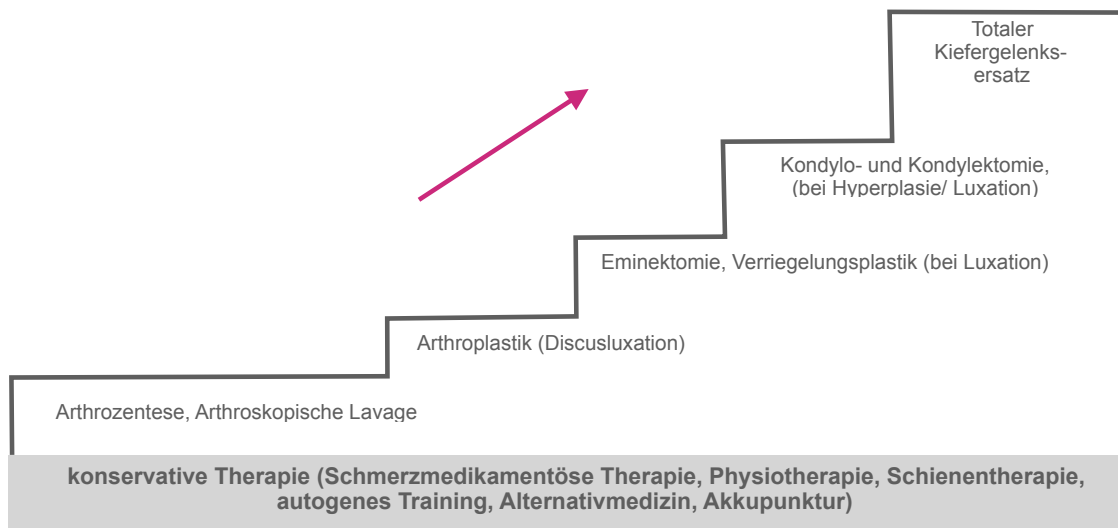 Totaler
Kiefergelenks-
ersatz
Kondylo- und Kondylektomie,
(bei Hyperplasie/ Luxation)
Eminektomie, Verriegelungsplastik (bei Luxation)
Arthroplastik (Discusluxation)
Arthrozentese, Arthroskopische Lavage
konservative Therapie (Schmerzmedikamentöse Therapie, Physiotherapie, Schienentherapie,
autogenes Training, Alternativmedizin, Akkupunktur)